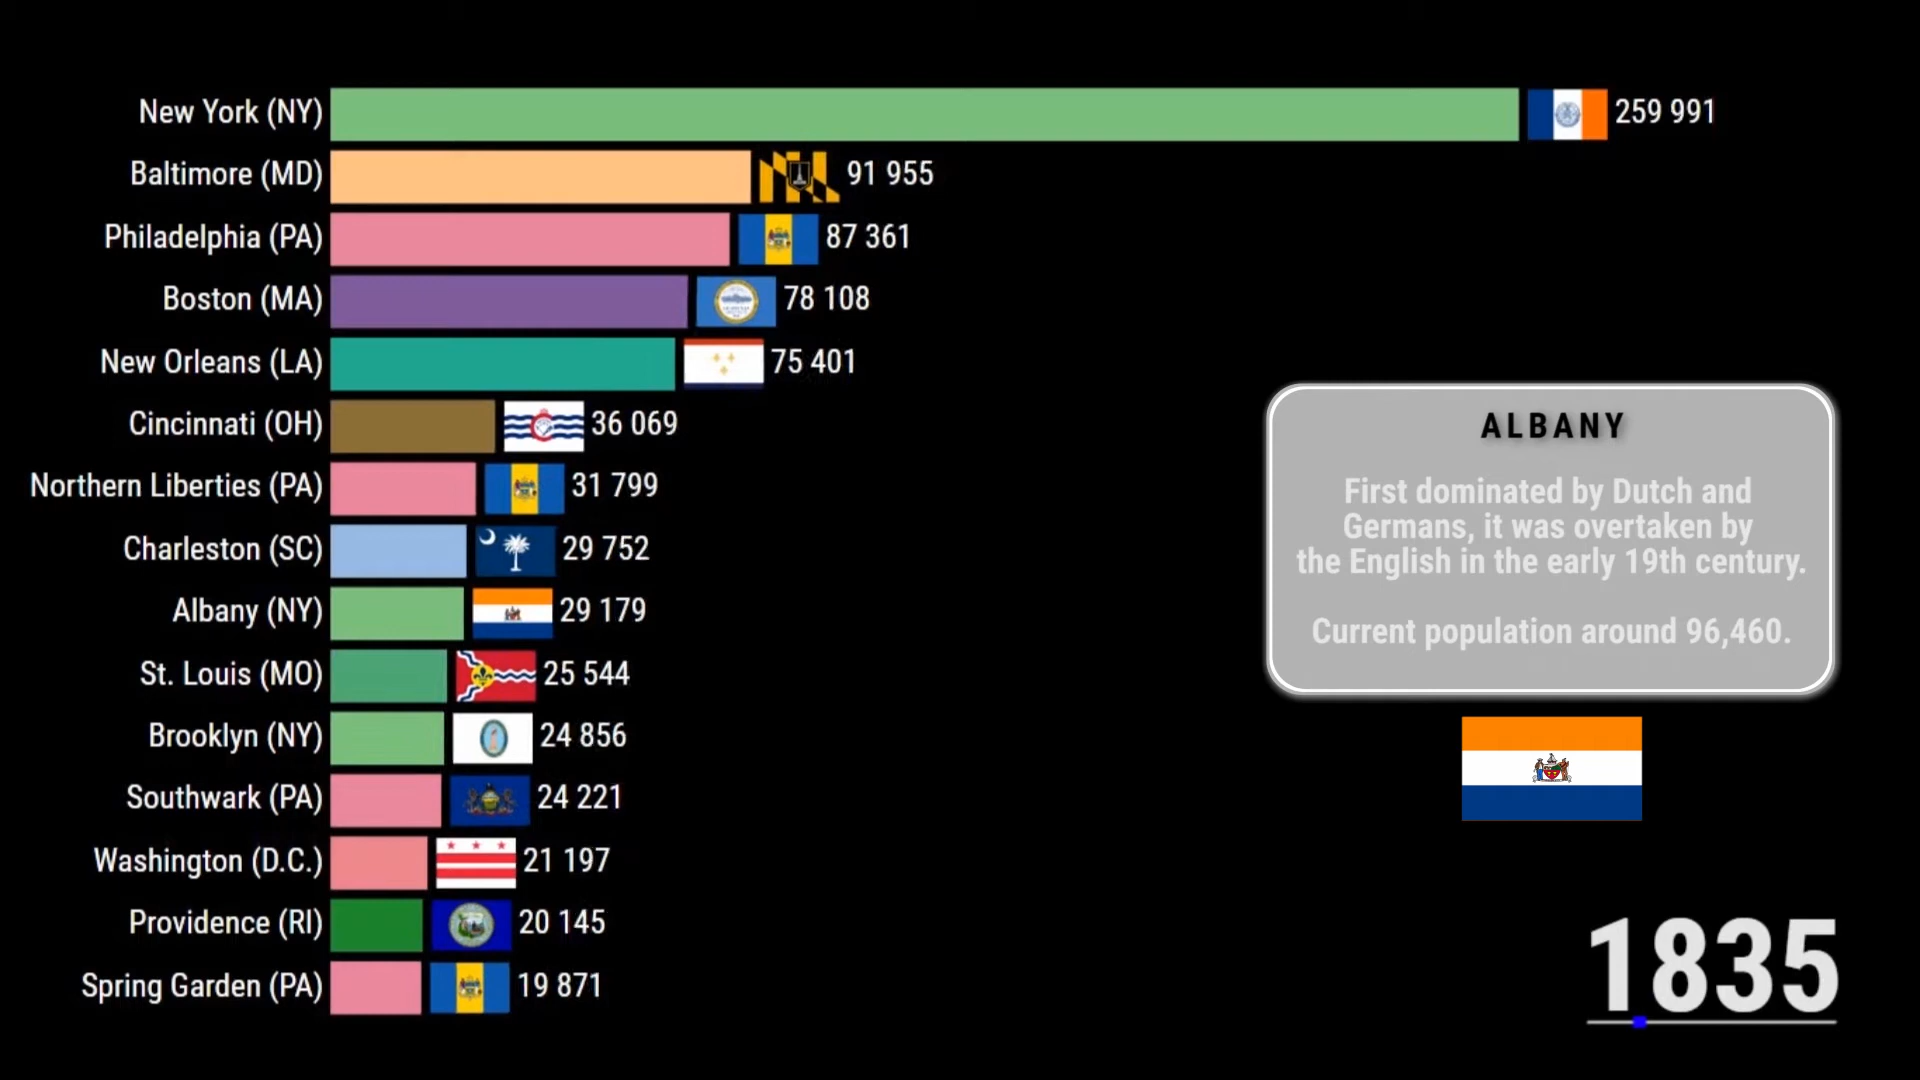 New York (NY) 259 991
Baltimore (MD) 91 955
Philadelphia (PA) 87 361
Boston (MA) 78 108
New Orleans (LA) 75 401
Cincinnati (OH) 36 069
Northern Liberties (PA) 31 799
Charleston (SC) 29 752
Albany (NY) 29 179
St. Louis (MO) 25 544
Brooklyn (NY) 24 856
Southwark (PA) 24 221
Washington (D.C.) 21 197
Providence (RI) 20 145
Spring Garden (PA) 19 871
ALBANY
First dominated by Dutch and
Germans, it was overtaken by
the English in the early 19th century.
Current population around 96,460.
1835